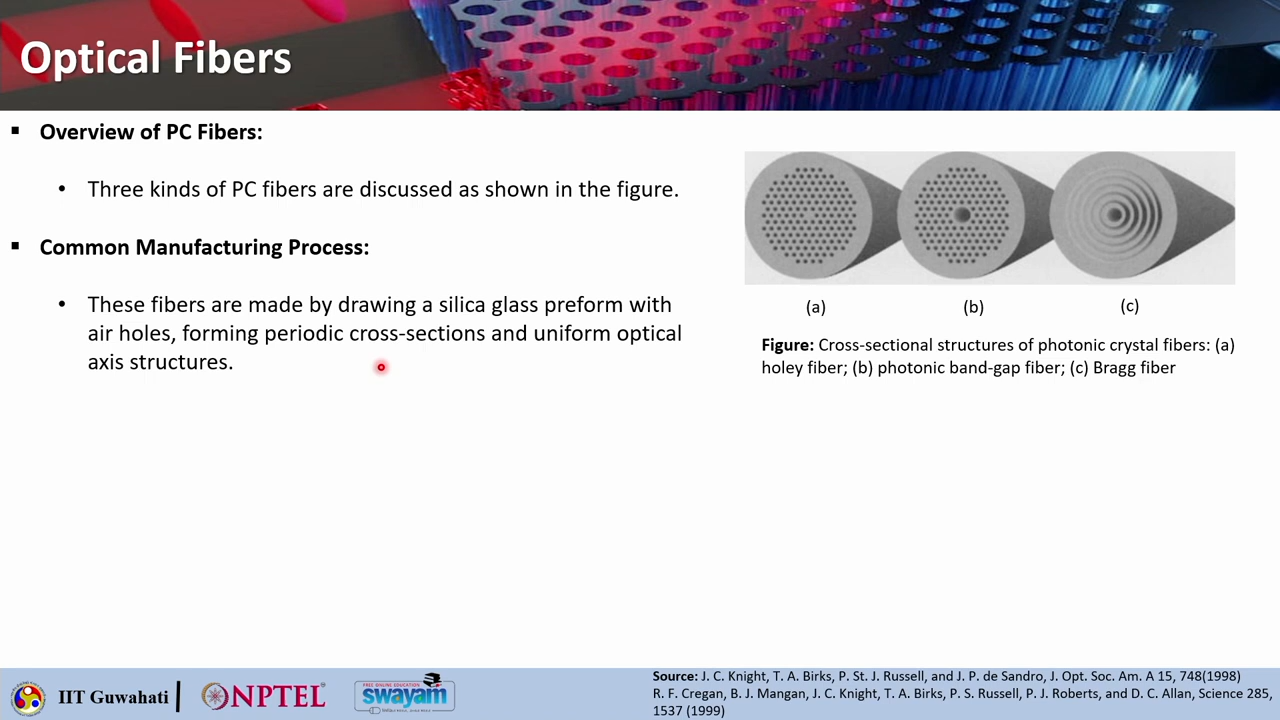 Optical Fibers
Overview of PC Fibers:
Three kinds of PC fibers are discussed as shown in the figure.
Common Manufacturing Process:
These fibers are made by drawing a silica glass preform with
air holes, forming periodic cross-sections and uniform optical
axis structures.
(a)
(b)
(c)
Figure: Cross-sectional structures of photonic crystal fibers: (a)
holey fiber; (b) photonic band-gap fiber; (c) Bragg fiber
IIT Guwahati
NPTEL
FREE ONLINE EDUCATION
swayam
Source: J. C. Knight, T. A. Birks, P. St. J. Russell, and J. P. de Sandro, J. Opt. Soc. Am. A 15, 748(1998)
R. F. Cregan, B. J. Mangan, J. C. Knight, T. A. Birks, P. S. Russell, P. J. Roberts, and D. C. Allan, Science 285,
1537 (1999)